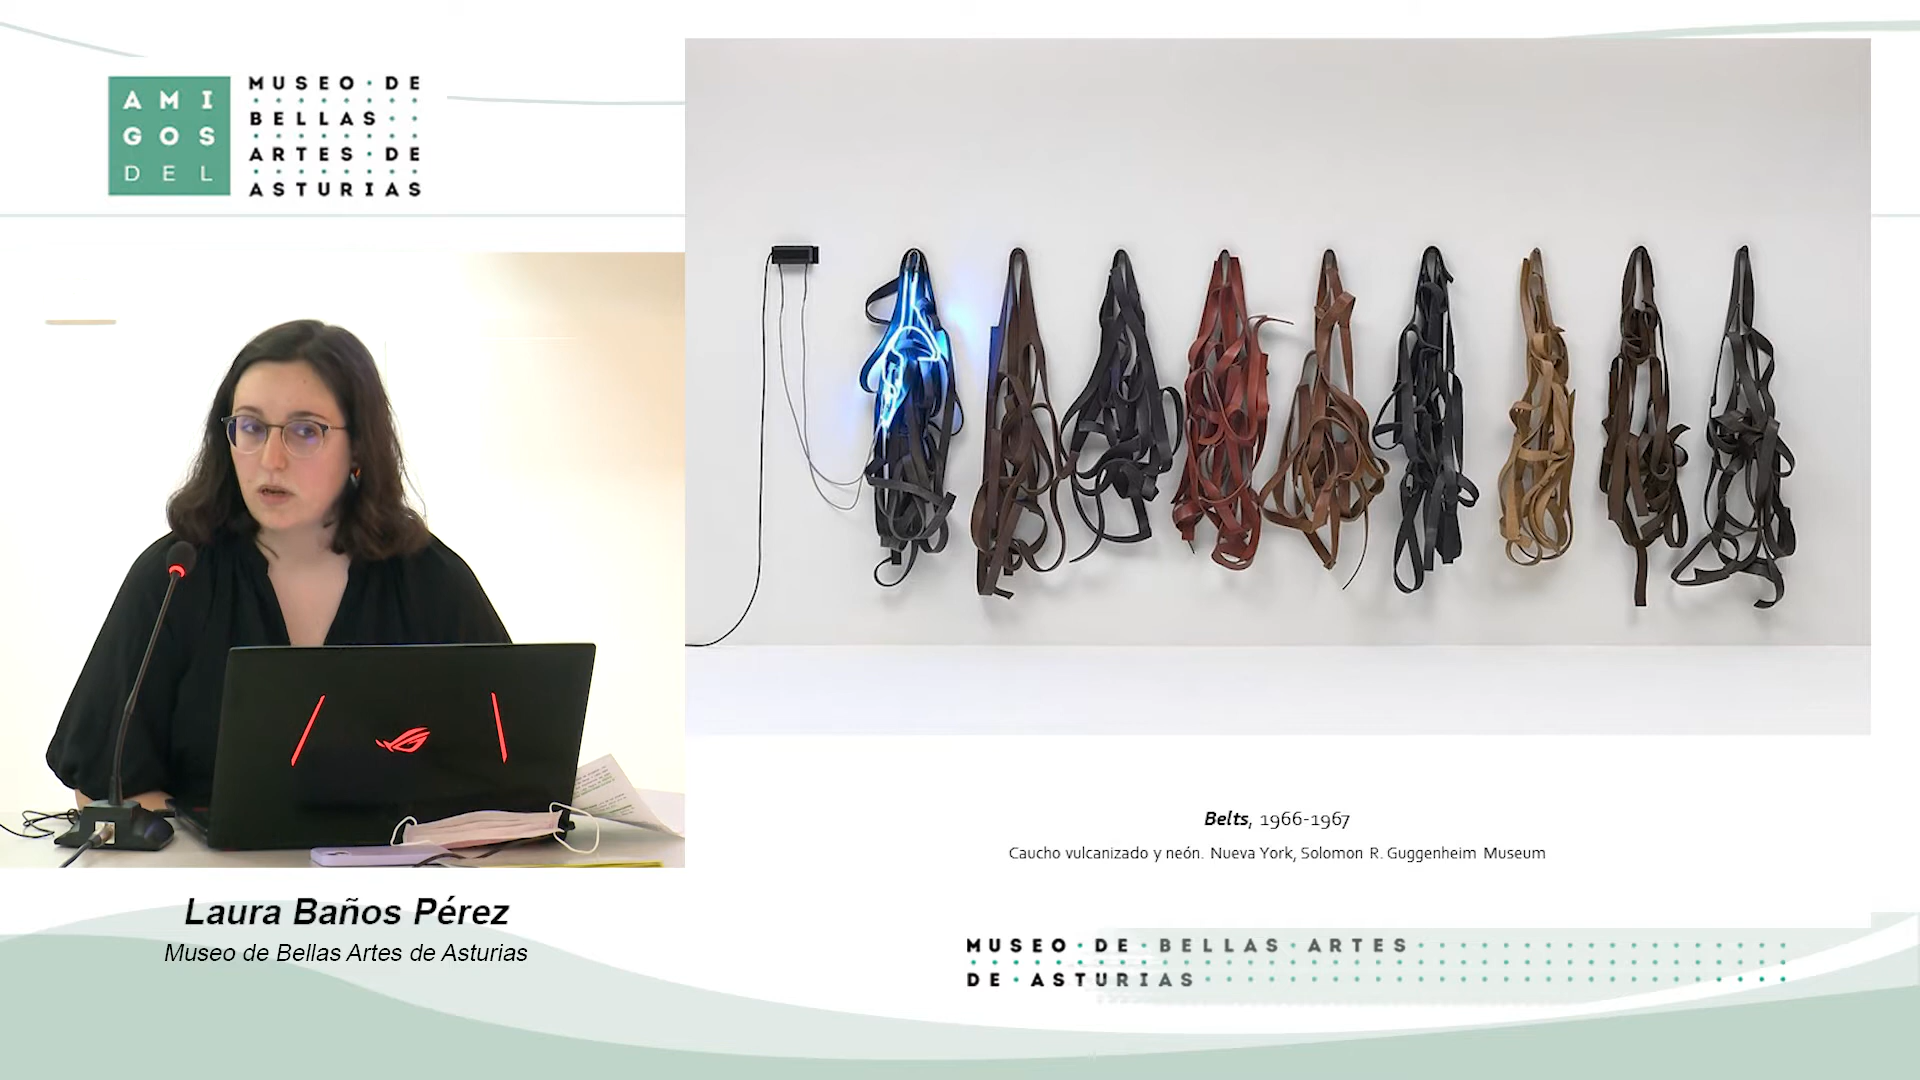 AMI
GOS
DEL
MUSEO · DE
BELLAS
ARTES · DE
ASTURIAS
Belts, 1966-1967
Caucho vulcanizado y neón. Nueva York, Solomon R. Guggenheim Museum
Laura Baños Pérez
Museo de Bellas Artes de Asturias
MUSEO · DE · BELLAS · ARTES
DE · ASTURIAS